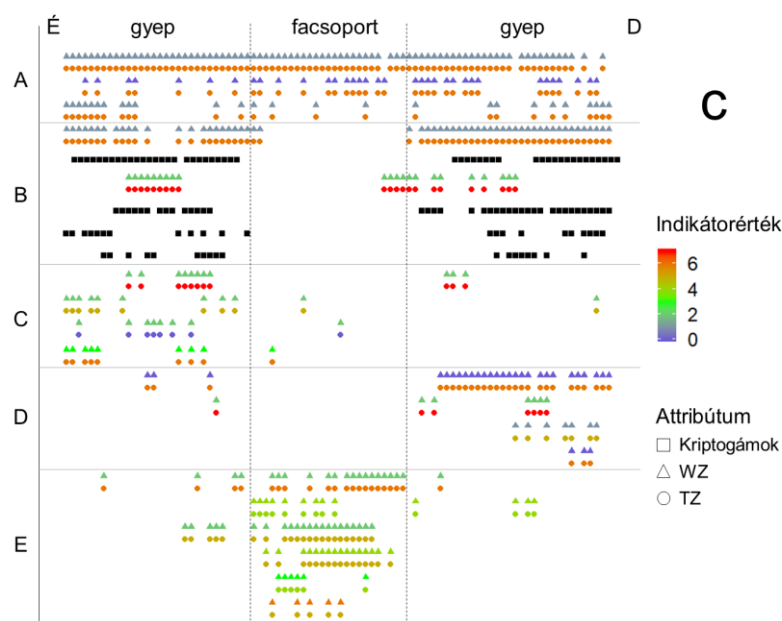 É gyep facsoport gyep D
A
C
B
Indikátorérték
6
4
2
0
C
D
Attribútum
Kriptogámok
WZ
TZ
E